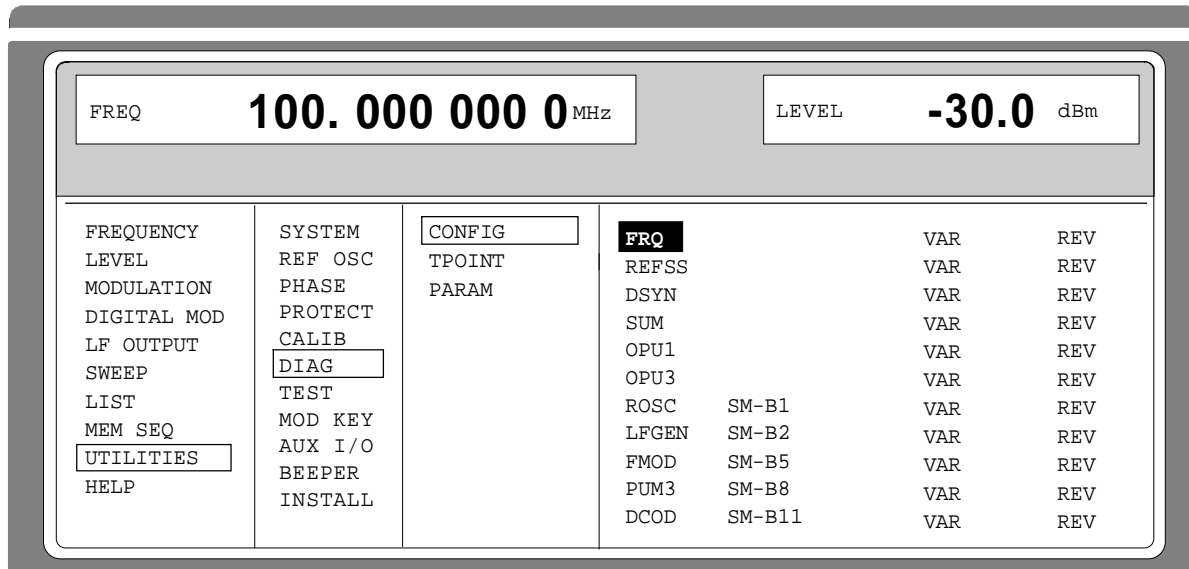 FREQ 100. 000 000 0 MHz LEVEL -30.0 dBm
FREQUENCY
LEVEL
MODULATION
DIGITAL MOD
LF OUTPUT
SWEEP
LIST
MEM SEQ
UTILITIES
HELP
SYSTEM
REF OSC
PHASE
PROTECT
CALIB
DIAG
TEST
MOD KEY
AUX I/O
BEEPER
INSTALL
CONFIG
TPOINT
PARAM
FRQ VAR REV
REFSS VAR REV
DSYN VAR REV
SUM VAR REV
OPU1 VAR REV
OPU3 VAR REV
ROSC SM-B1 VAR REV
LFGEN SM-B2 VAR REV
FMOD SM-B5 VAR REV
PUM3 SM-B8 VAR REV
DCOD SM-B11 VAR REV